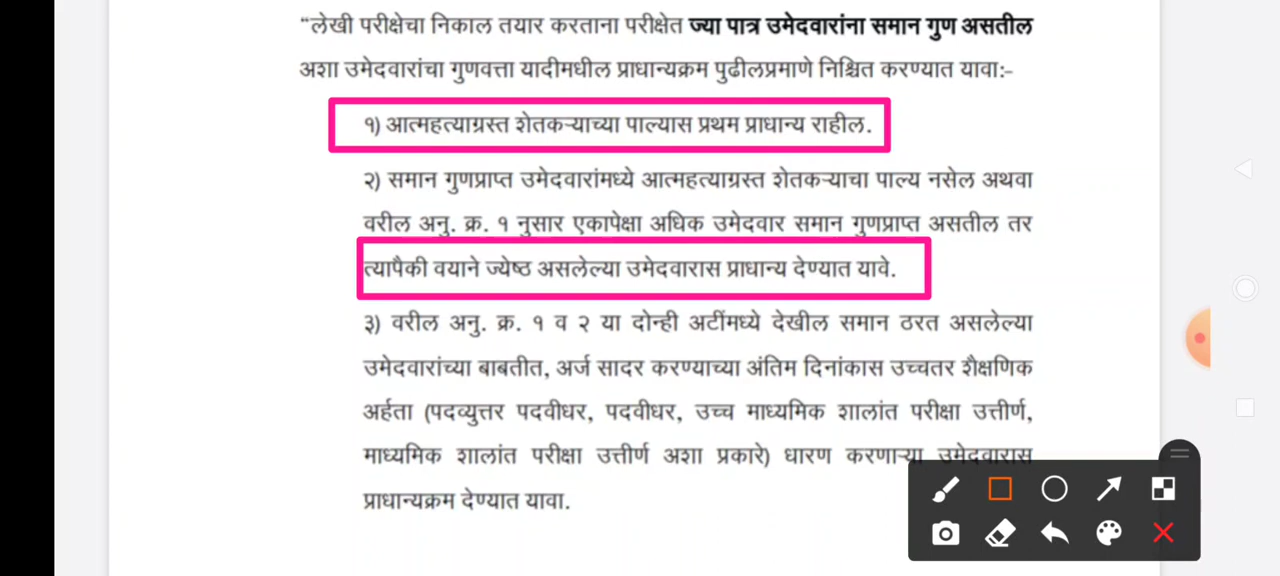 “लेखी परीक्षेचा निकाल तयार करताना परीक्षेत ज्या पात्र उमेदवारांना समान गुण असतील
अशा उमेदवारांचा गुणवत्ता यादीमधील प्राधान्यक्रम पुढीलप्रमाणे निश्चित करण्यात यावा:-
१) आत्महत्याग्रस्त शेतकऱ्याच्या पाल्यास प्रथम प्राधान्य राहील.
२) समान गुणप्राप्त उमेदवारांमध्ये आत्महत्याग्रस्त शेतकऱ्याचा पाल्य नसेल अथवा
वरील अनु. क्र. १ नुसार एकापेक्षा अधिक उमेदवार समान गुणप्राप्त असतील तर
त्यापैकी वयाने ज्येष्ठ असलेल्या उमेदवारास प्राधान्य देण्यात यावे.
३) वरील अनु. क्र. १ व २ या दोन्ही अटींमध्ये देखील समान ठरत असलेल्या
उमेदवारांच्या बाबतीत, अर्ज सादर करण्याच्या अंतिम दिनांकास उच्चतर शैक्षणिक
अर्हता (पदव्युत्तर पदवीधर, पदवीधर, उच्च माध्यमिक शालांत परीक्षा उत्तीर्ण,
माध्यमिक शालांत परीक्षा उत्तीर्ण अशा प्रकारे) धारण करणाऱ्या उमेदवारास
प्राधान्यक्रम देण्यात यावा.